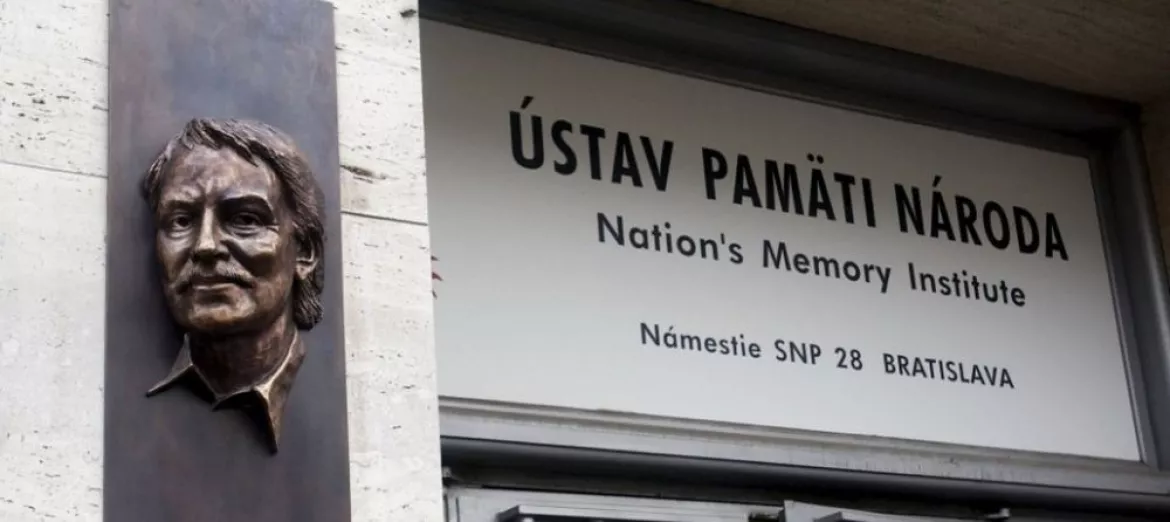 ÚSTAV PAMÄTI NÁRODA
Nation's Memory Institute
Námestie SNP 28 BRATISLAVA